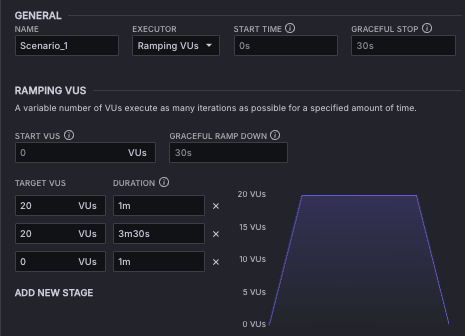 GENERAL
NAME EXECUTOR START TIME GRACEFUL STOP
Scenario_1 Ramping VUs 0s 30s
RAMPING VUS
A variable number of VUs execute as many iterations as possible for a specified amount of time.
START VUS GRACEFUL RAMP DOWN
0 VUs 30s
TARGET VUS DURATION
20 VUs 1m
20 VUs 3m30s
0 VUs 1m
ADD NEW STAGE
20 VUs
15 VUs
10 VUs
5 VUs
0 VUs